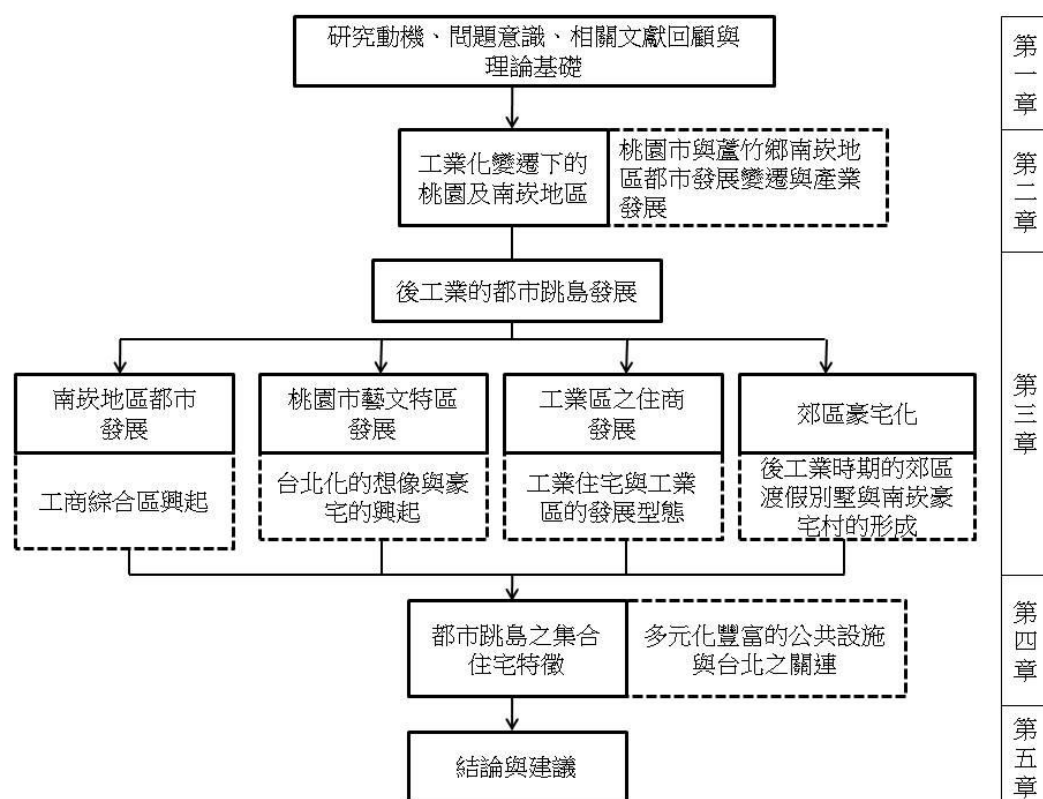 研究動機、問題意識、相關文獻回顧與
理論基礎
第一章
工業化變遷下的
桃園及南崁地區
桃園市與蘆竹鄉南崁地
區都市發展變遷與產業
發展
第二章
後工業的都市跳島發展
南崁地區都市
發展
工商綜合區興起
桃園市藝文特區
發展
台北化的想像與豪
宅的興起
工業區之住商
發展
工業住宅與工業
區的發展型態
郊區豪宅化
後工業時期的郊區
渡假別墅與南崁豪
宅村的形成
第三章
都市跳島之集合
住宅特徵
多元化豐富的公共設施
與台北之關連
第四章
結論與建議
第五章